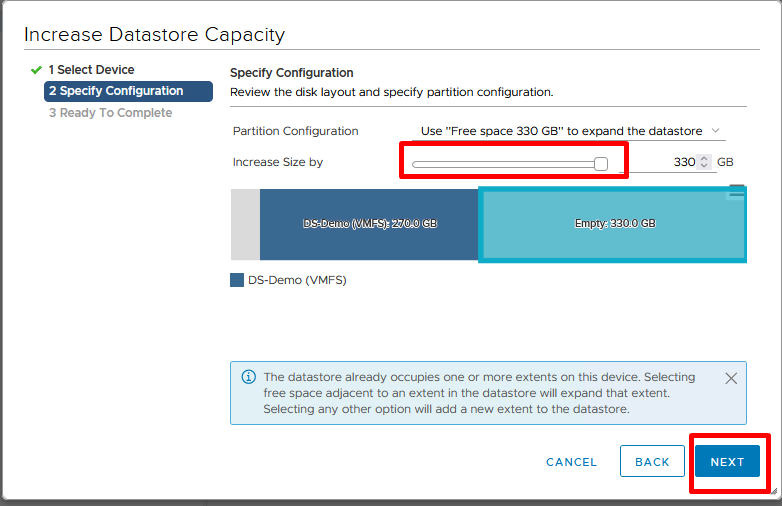 Increase Datastore Capacity
1 Select Device
2 Specify Configuration
3 Ready To Complete
Specify Configuration
Review the disk layout and specify partition configuration.
Partition Configuration
Use "Free space 330 GB" to expand the datastore
Increase Size by
330
GB
DS-Demo (VMFS): 270.0 GB
Empty: 330.0 GB
DS-Demo (VMFS)
The datastore already occupies one or more extents on this device. Selecting
free space adjacent to an extent in the datastore will expand that extent.
Selecting any other option will add a new extent to the datastore.
CANCEL
BACK
NEXT